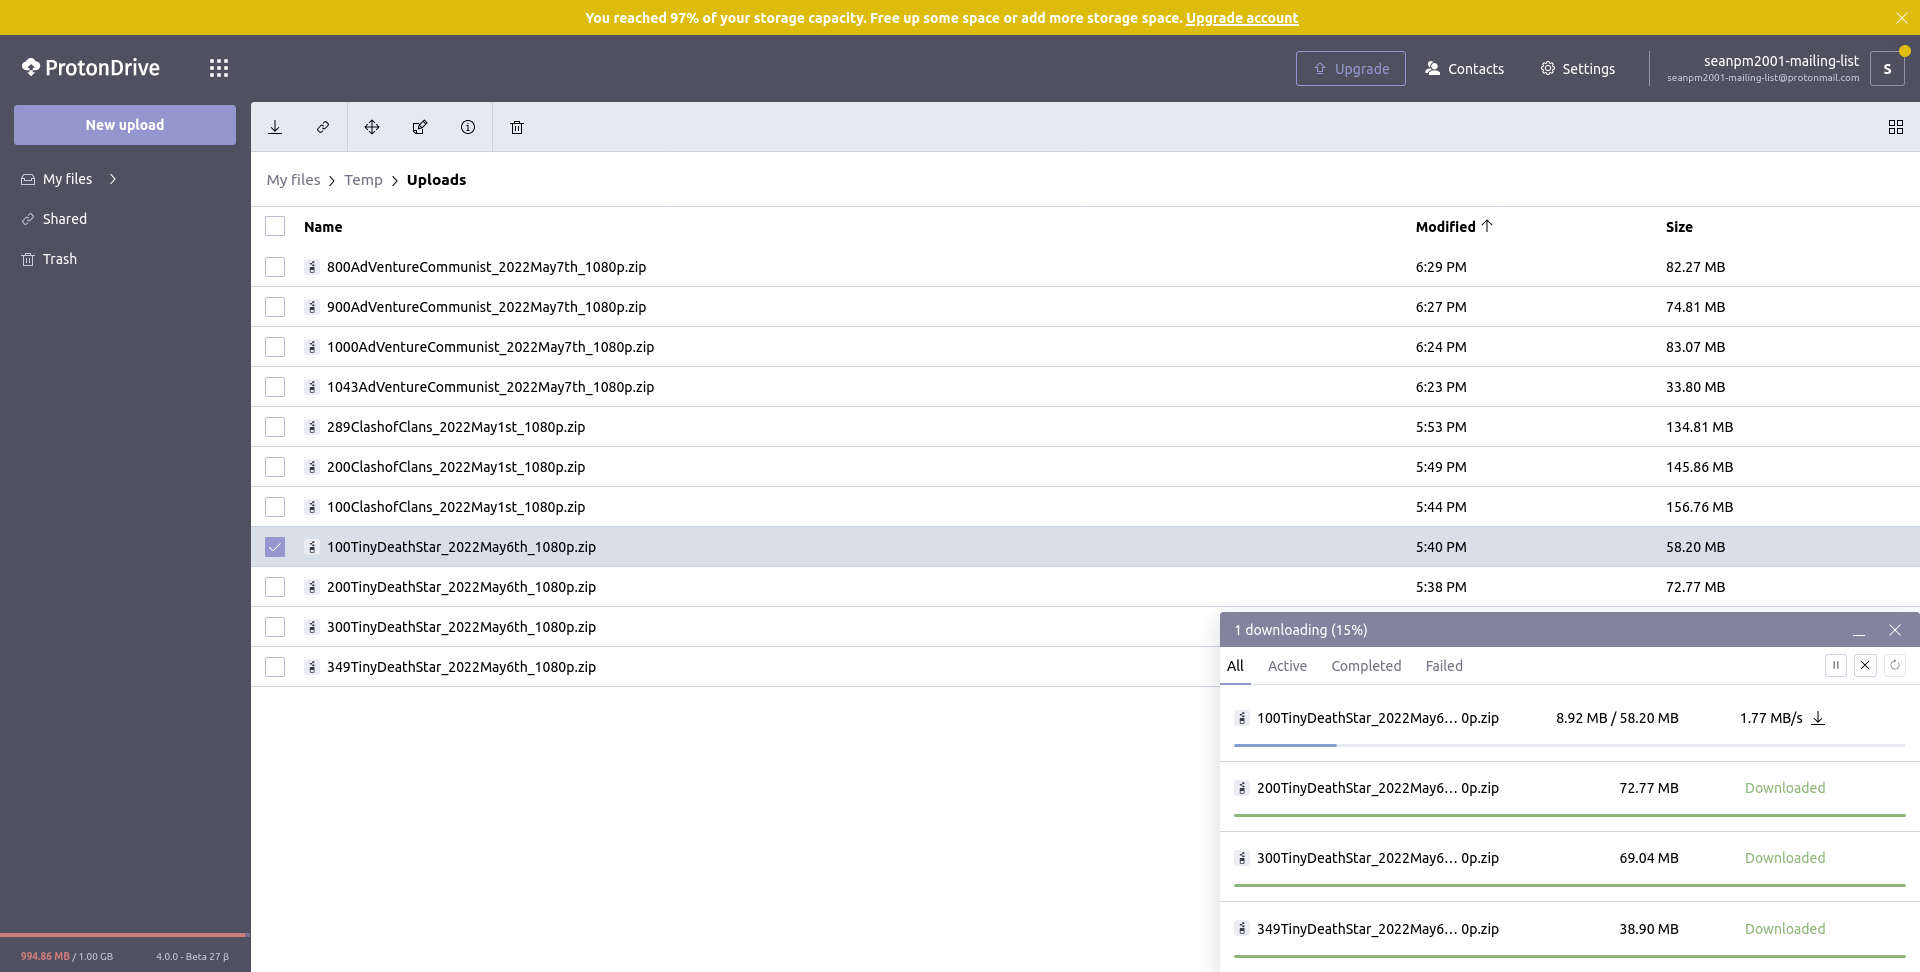 You reached 97% of your storage capacity. Free up some space or add more storage space. Upgrade account
ProtonDrive
Upgrade
Contacts
Settings
seanpm2001-mailing-list
seanpm2001-mailing-list@protonmail.com
S
New upload
My files
Shared
Trash
My files > Temp > Uploads
Name Modified Size
800AdVentureCommunist_2022May7th_1080p.zip 6:29 PM 82.27 MB
900AdVentureCommunist_2022May7th_1080p.zip 6:27 PM 74.81 MB
1000AdVentureCommunist_2022May7th_1080p.zip 6:24 PM 83.07 MB
1043AdVentureCommunist_2022May7th_1080p.zip 6:23 PM 33.80 MB
289ClashofClans_2022May1st_1080p.zip 5:53 PM 134.81 MB
200ClashofClans_2022May1st_1080p.zip 5:49 PM 145.86 MB
100ClashofClans_2022May1st_1080p.zip 5:44 PM 156.76 MB
100TinyDeathStar_2022May6th_1080p.zip 5:40 PM 58.20 MB
200TinyDeathStar_2022May6th_1080p.zip 5:38 PM 72.77 MB
300TinyDeathStar_2022May6th_1080p.zip
349TinyDeathStar_2022May6th_1080p.zip
1 downloading (15%)
All Active Completed Failed
100TinyDeathStar_2022May6... 0p.zip 8.92 MB / 58.20 MB 1.77 MB/s
200TinyDeathStar_2022May6... 0p.zip 72.77 MB Downloaded
300TinyDeathStar_2022May6... 0p.zip 69.04 MB Downloaded
349TinyDeathStar_2022May6... 0p.zip 38.90 MB Downloaded
994.86 MB / 1.00 GB 4.0.0 - Beta 27 β